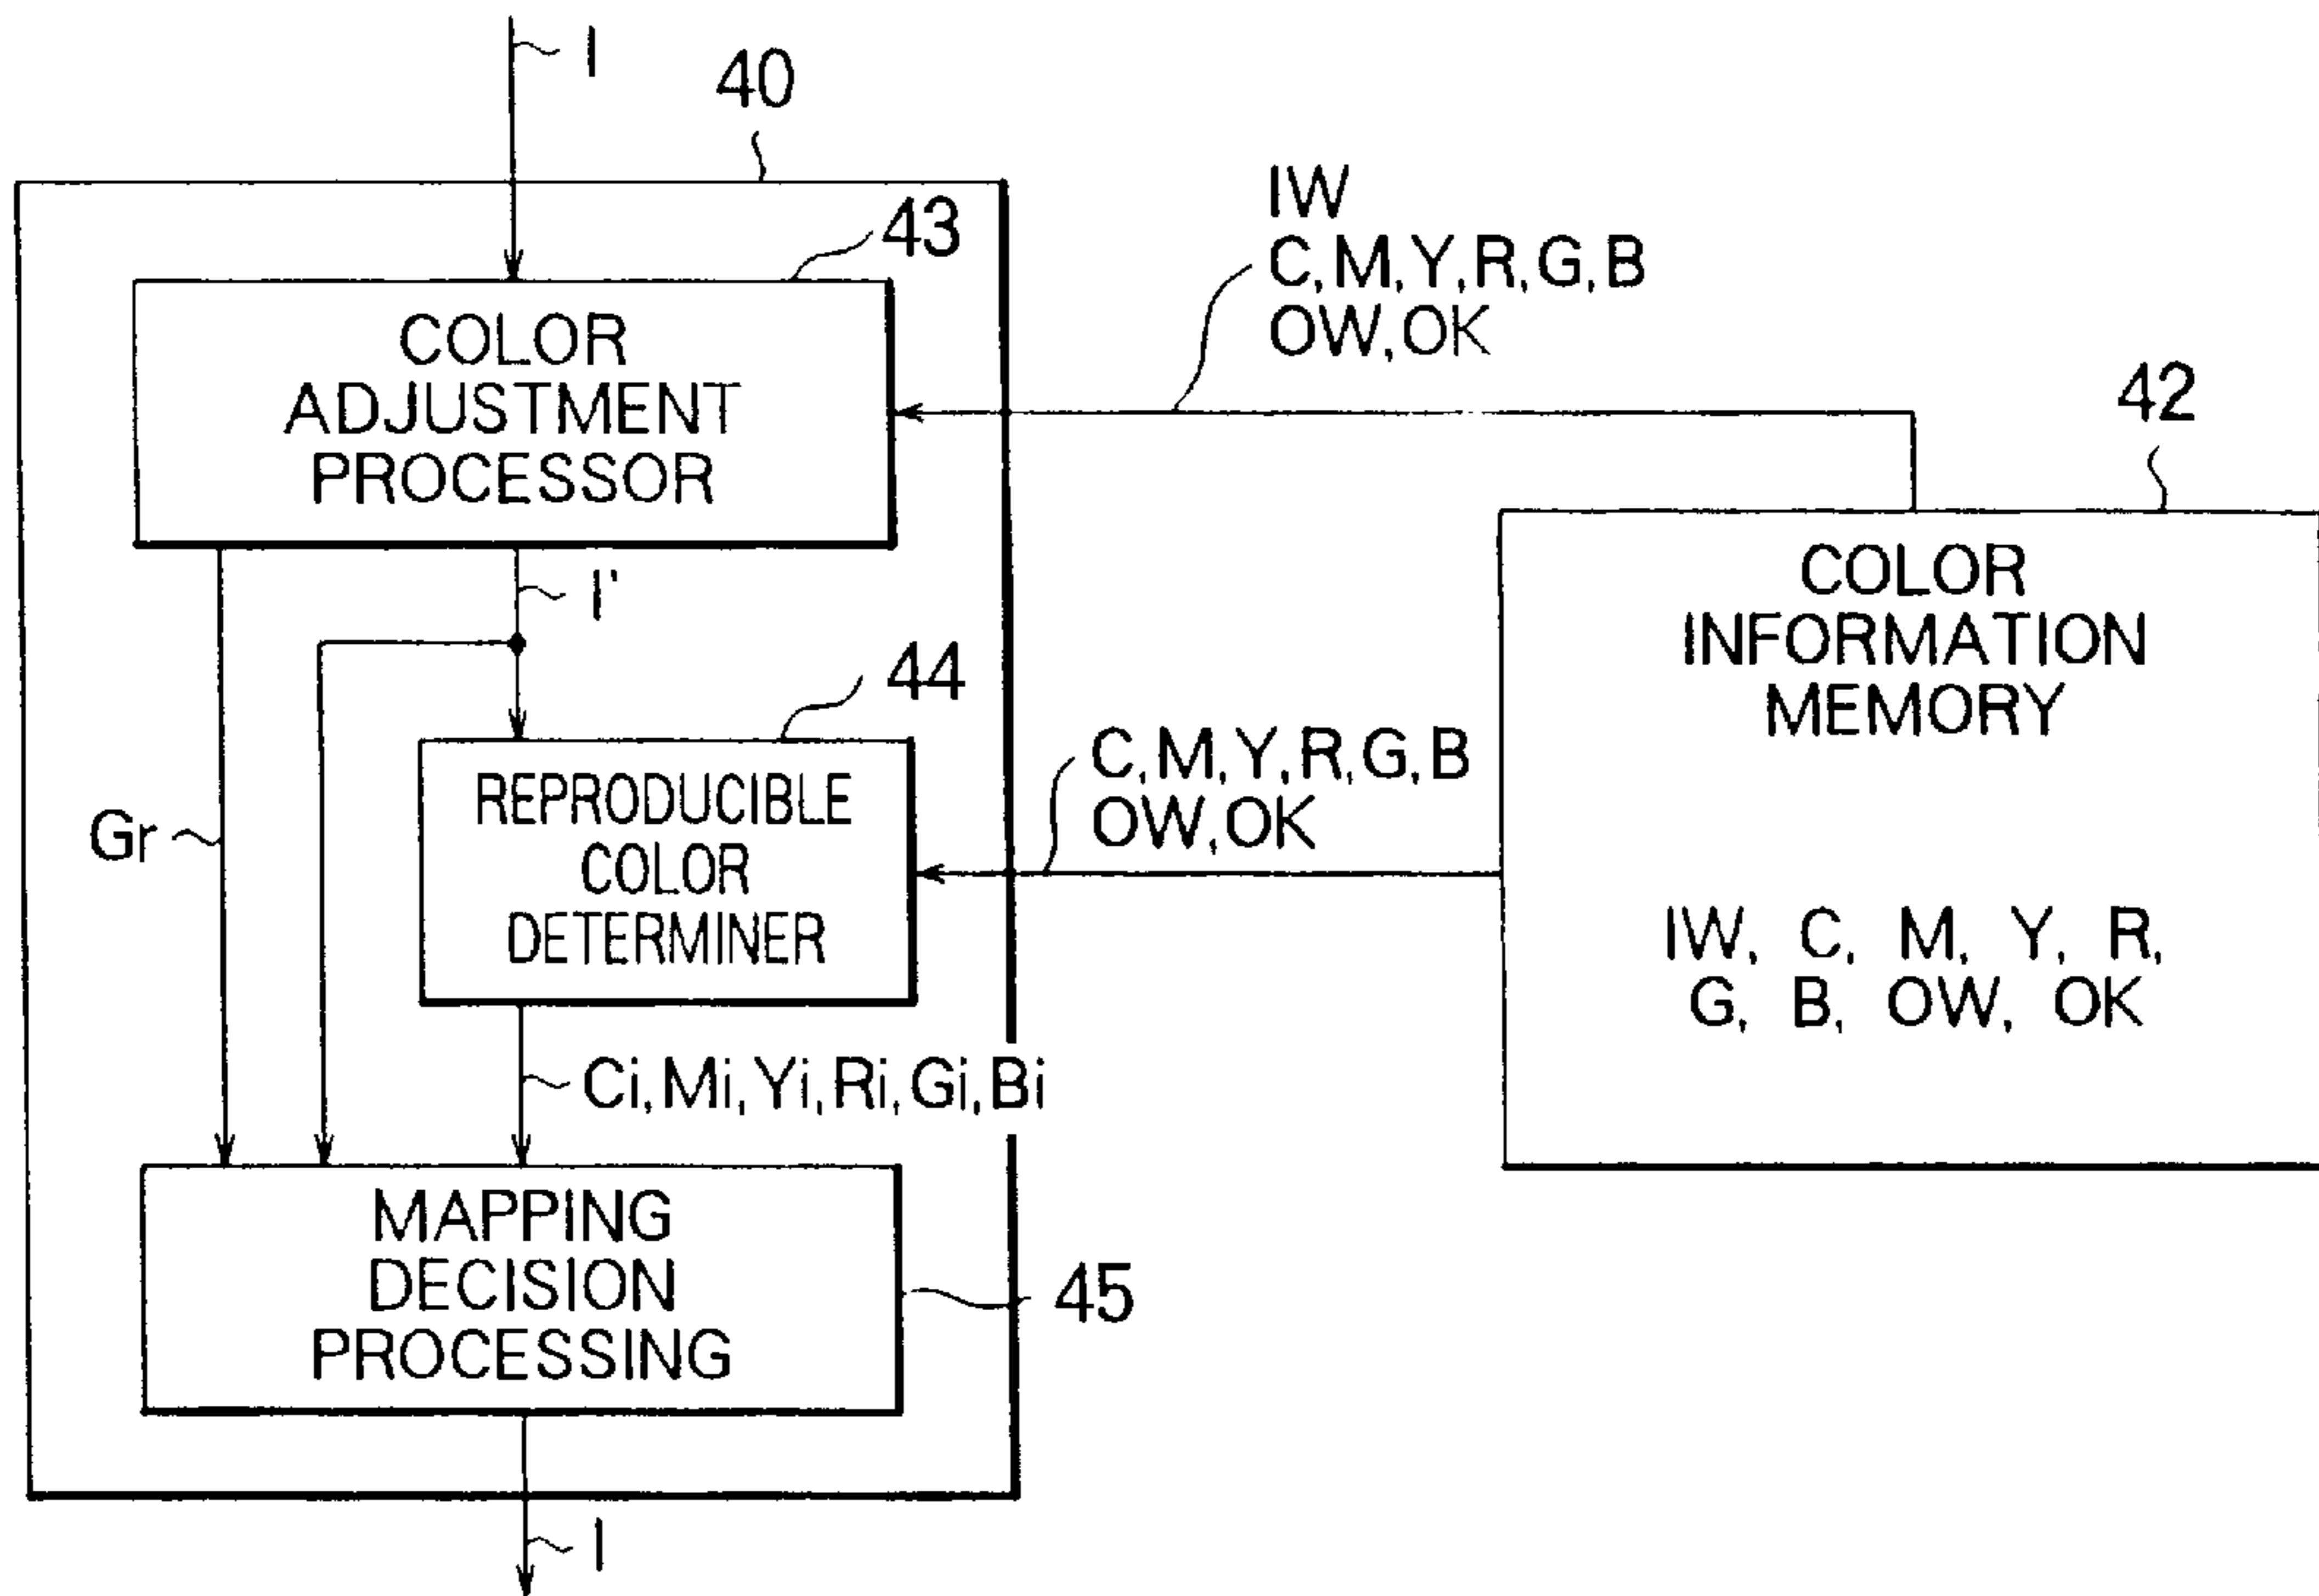 I
40
43
COLOR
ADJUSTMENT
PROCESSOR
IW
C, M, Y, R, G, B
OW, OK
42
COLOR
INFORMATION
MEMORY
IW, C, M, Y, R,
G, B, OW, OK
I'
44
REPRODUCIBLE
COLOR
DETERMINER
C, M, Y, R, G, B
OW, OK
Gr
Ci, Mi, Yi, Ri, Gi, Bi
MAPPING
DECISION
PROCESSING
45
I